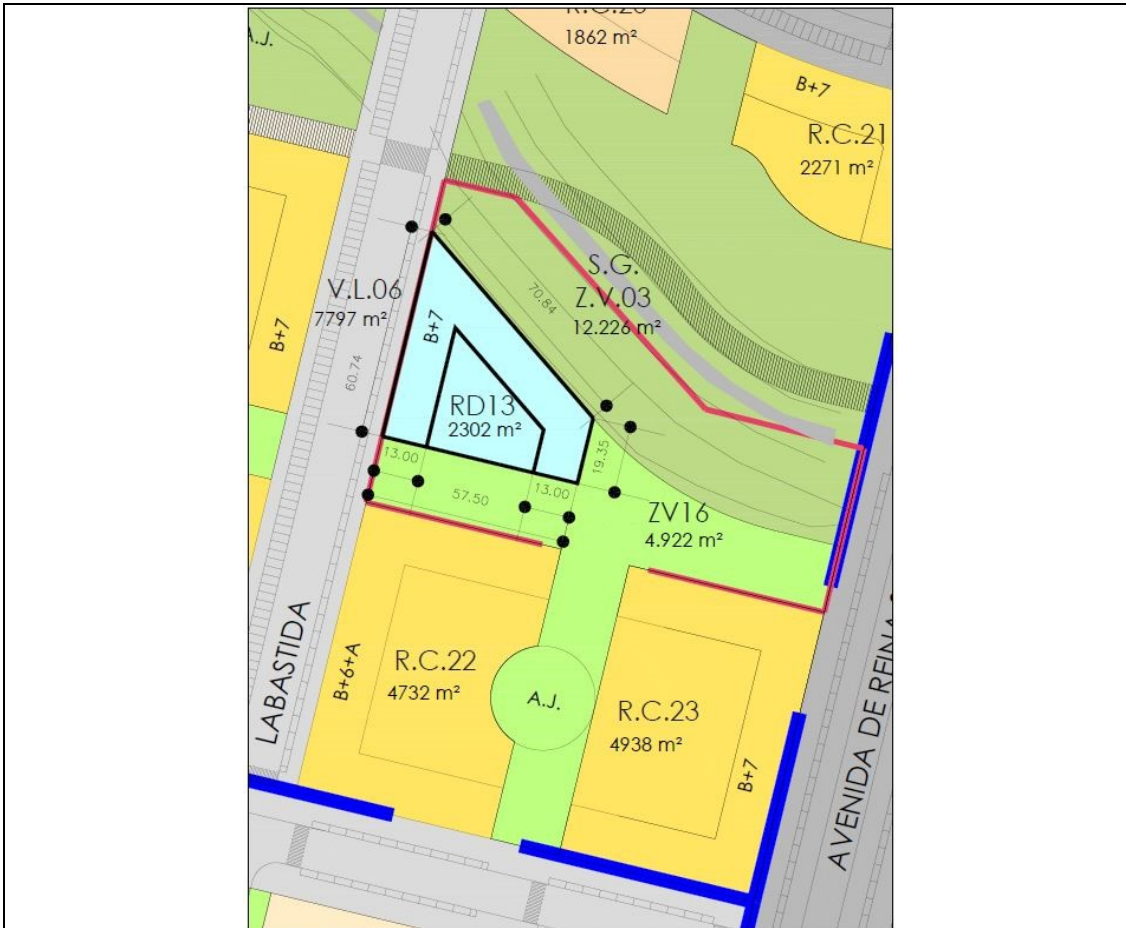 1862 m²
A.J.
B+7
R.C.21
2271 m²
S.G.
Z.V.03
12.226 m²
V.L.06
7797 m²
70.84
B+7
B+7
60.74
RD13
2302 m²
13.00
19.35
57.50
13.00
ZV16
4.922 m²
R.C.22
4732 m²
B+6+A
A.J.
R.C.23
4938 m²
B+7
LABASTIDA
AVENIDA DE REINA